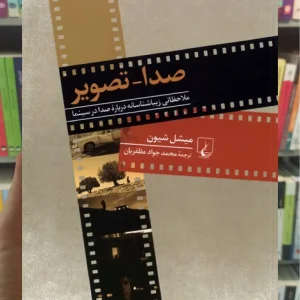 صدا-تصویر
ملاحظاتی زیباشناسانه دربارهٔ صدا در سینما
میشل شیون
ترجمهٔ محمدجواد مظفریان